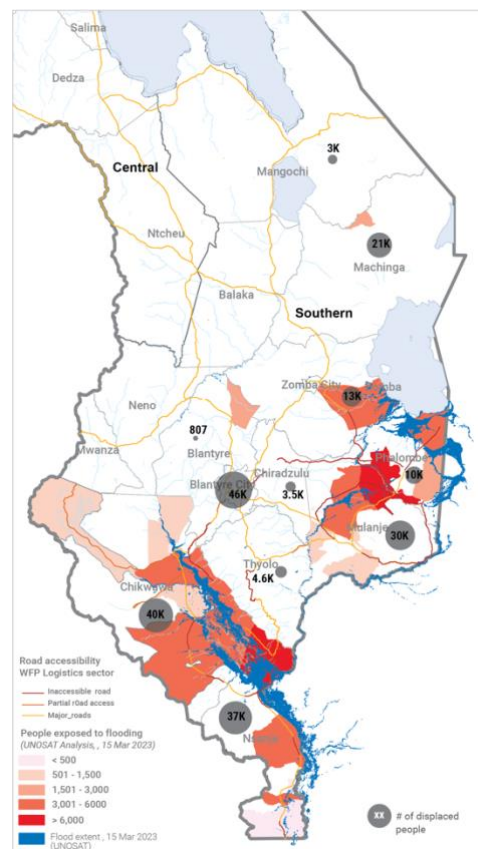 Salima
Dedza
Central
3K
Mangochi
Ntcheu
21K
Machinga
Balaka
Southern
Zomba City
Zomba
13K
Neno
807
Mwanza
Blantyre
Chiradzulu
Phalombe
10K
Blantyre City
46K
3.5K
Mulanje
30K
Thyolo
4.6K
Chikwawa
40K
37K
Nsanje
Road accessibility
WFP Logistics sector
Inaccessible road
Partial road access
Major_roads
People exposed to flooding
(UNOSAT Analysis, , 15 Mar 2023)
< 500
501 - 1,500
1,501 - 3,000
3,001 - 6000
> 6,000
Flood extent , 15 Mar 2023
(UNOSAT)
XX # of displaced
people